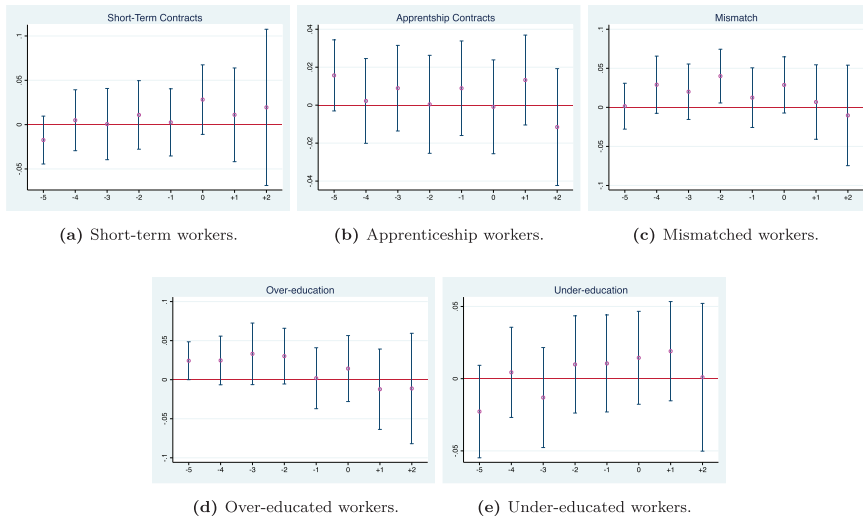 Short-Term Contracts
.1
.05
0
-.05
-5 -4 -3 -2 -1 0 +1 +2
(a) Short-term workers.
Apprentship Contracts
.04
.02
0
-.02
-.04
-5 -4 -3 -2 -1 0 +1 +2
(b) Apprenticeship workers.
Mismatch
.1
.05
0
-.05
-.1
-5 -4 -3 -2 -1 0 +1 +2
(c) Mismatched workers.
Over-education
.1
.05
0
-.05
-.1
-5 -4 -3 -2 -1 0 +1 +2
(d) Over-educated workers.
Under-education
.05
0
-.05
-5 -4 -3 -2 -1 0 +1 +2
(e) Under-educated workers.